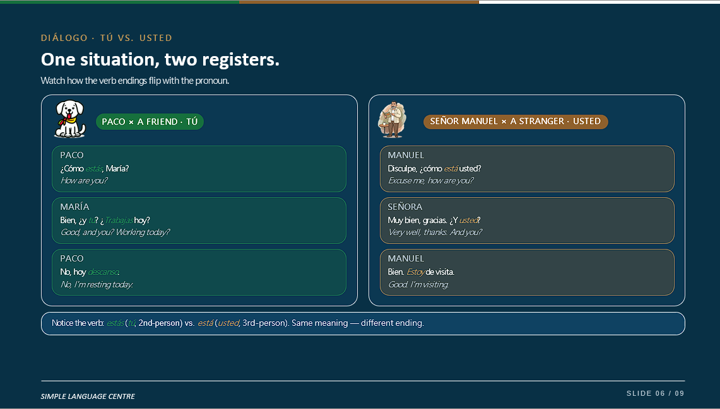 DIÁLOGO · TÚ VS. USTED
One situation, two registers.
Watch how the verb endings flip with the pronoun.
PACO × A FRIEND · TÚ
PACO
¿Cómo estás, María?
How are you?
MARÍA
Bien, ¿y tú? ¿Trabajas hoy?
Good, and you? Working today?
PACO
No, hoy descanso.
No, I'm resting today.
SEÑOR MANUEL × A STRANGER · USTED
MANUEL
Disculpe, ¿cómo está usted?
Excuse me, how are you?
SEÑORA
Muy bien, gracias. ¿Y usted?
Very well, thanks. And you?
MANUEL
Bien. Estoy de visita.
Good. I'm visiting.
Notice the verb: estás (tú, 2nd-person) vs. está (usted, 3rd-person). Same meaning — different ending.
SIMPLE LANGUAGE CENTRE
SLIDE 06 / 09